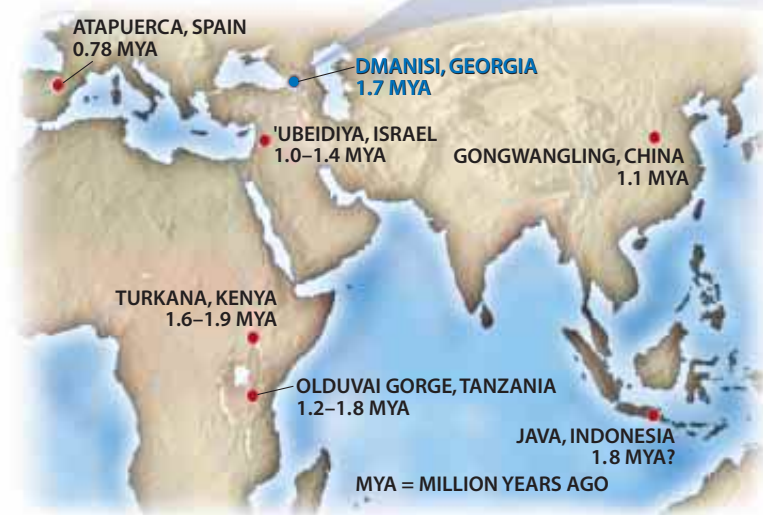 ATAPUERCA, SPAIN
0.78 MYA
DMANISI, GEORGIA
1.7 MYA
'UBEIDIYA, ISRAEL
1.0–1.4 MYA
GONGWANGLING, CHINA
1.1 MYA
TURKANA, KENYA
1.6–1.9 MYA
OLDUVAI GORGE, TANZANIA
1.2–1.8 MYA
JAVA, INDONESIA
1.8 MYA?
MYA = MILLION YEARS AGO